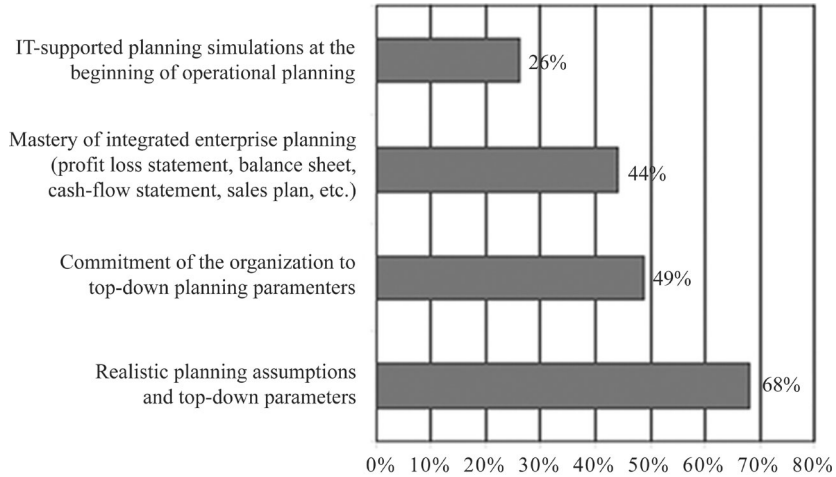 IT-supported planning simulations at the
beginning of operational planning
26%
Mastery of integrated enterprise planning
(profit loss statement, balance sheet,
cash-flow statement, sales plan, etc.)
44%
Commitment of the organization to
top-down planning paramenters
49%
Realistic planning assumptions
and top-down parameters
68%
0% 10% 20% 30% 40% 50% 60% 70% 80%